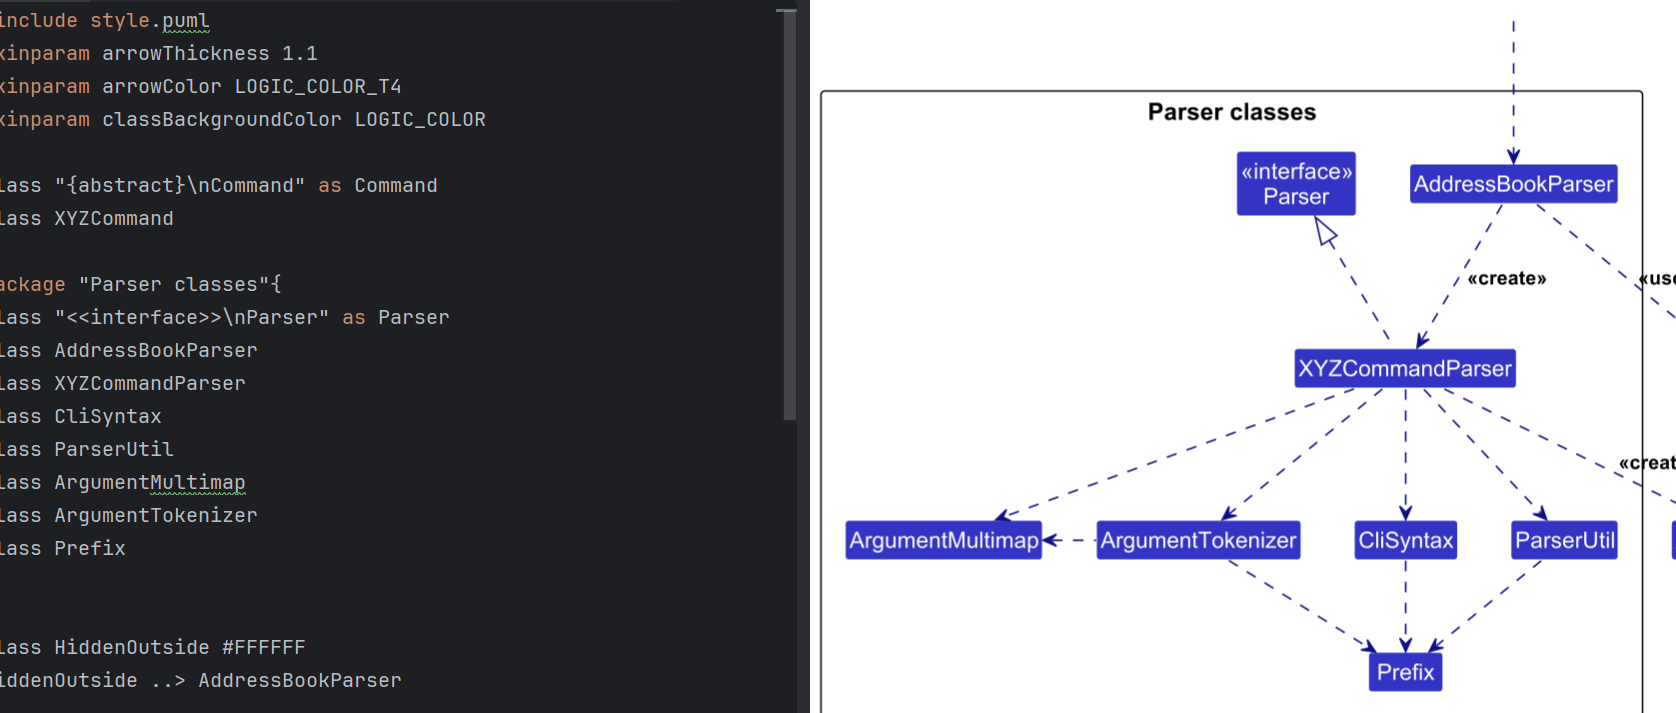 include style.puml
kinparam arrowThickness 1.1
kinparam arrowColor LOGIC_COLOR_T4
kinparam classBackgroundColor LOGIC_COLOR
lass "{abstract}\nCommand" as Command
lass XYZCommand
ackage "Parser classes"{
lass "<<interface>>\nParser" as Parser
lass AddressBookParser
lass XYZCommandParser
lass CliSyntax
lass ParserUtil
lass ArgumentMultimap
lass ArgumentTokenizer
lass Prefix
lass HiddenOutside #FFFFFF
iddenOutside ..> AddressBookParser
Parser classes
«interface»
Parser
AddressBookParser
«create»
«use
XYZCommandParser
«creat
ArgumentMultimap
ArgumentTokenizer
CliSyntax
ParserUtil
Prefix